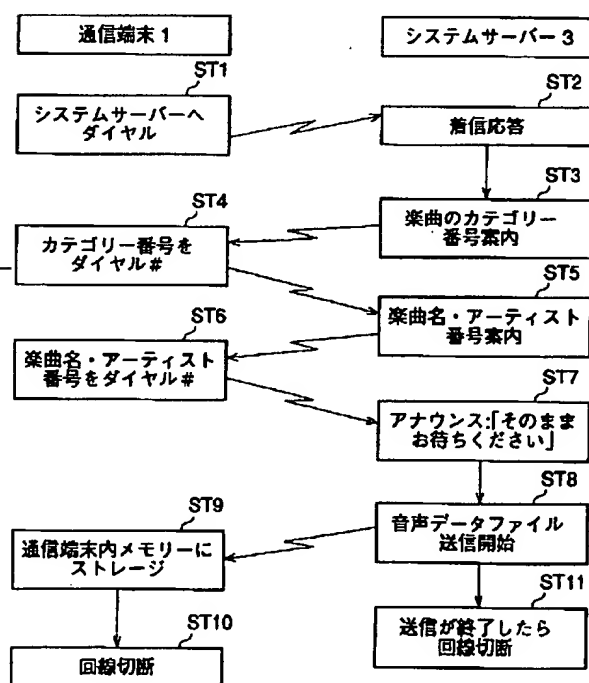 通信端末1
システムサーバー3
ST1
システムサーバーへ
ダイヤル
ST2
着信応答
ST3
楽曲のカテゴリー
番号案内
ST4
カテゴリー番号を
ダイヤル#
ST5
楽曲名・アーティスト
番号案内
ST6
楽曲名・アーティスト
番号をダイヤル#
ST7
アナウンス:「そのまま
お待ちください」
ST8
音声データファイル
送信開始
ST9
通信端末内メモリーに
ストレージ
ST10
回線切断
ST11
送信が終了したら
回線切断